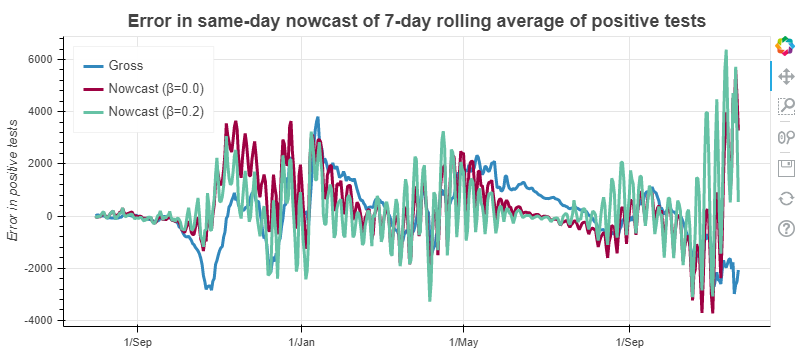 Error in same-day nowcast of 7-day rolling average of positive tests
Gross
Nowcast (β=0.0)
Nowcast (β=0.2)
Error in positive tests
6000
4000
2000
0
-2000
-4000
1/Sep
1/Jan
1/May
1/Sep